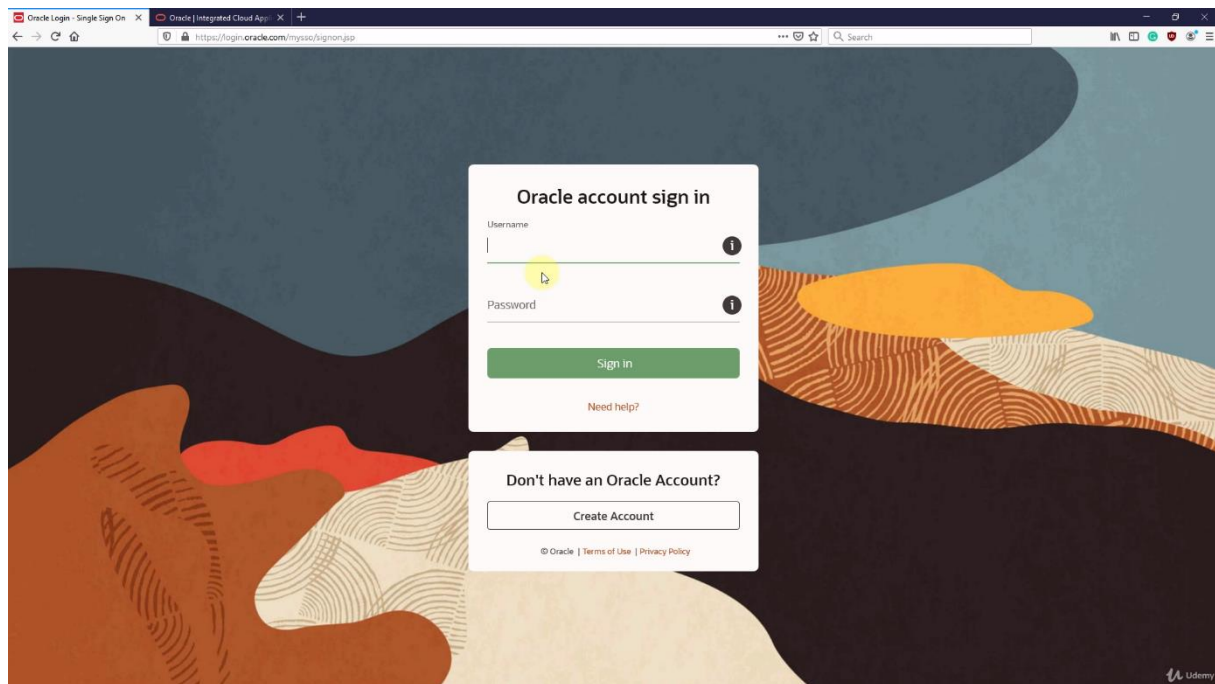 Oracle Login - Single Sign On
Oracle | Integrated Cloud Appli
https://login.oracle.com/mysso/signon.jsp
Search
Oracle account sign in
Username
Password
Sign in
Need help?
Don't have an Oracle Account?
Create Account
© Oracle | Terms of Use | Privacy Policy
Udemy